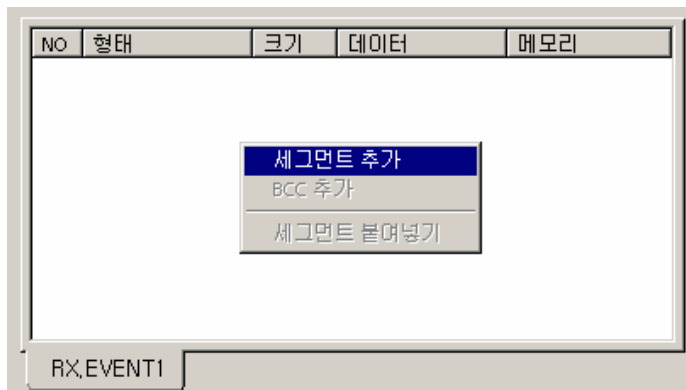 NO 형태 크기 데이터 메모리
세그먼트 추가
BCC 추가
세그먼트 붙여넣기
RX.EVENT1